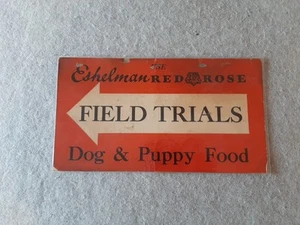 Eshelman RED ROSE
FIELD TRIALS
Dog & Puppy Food